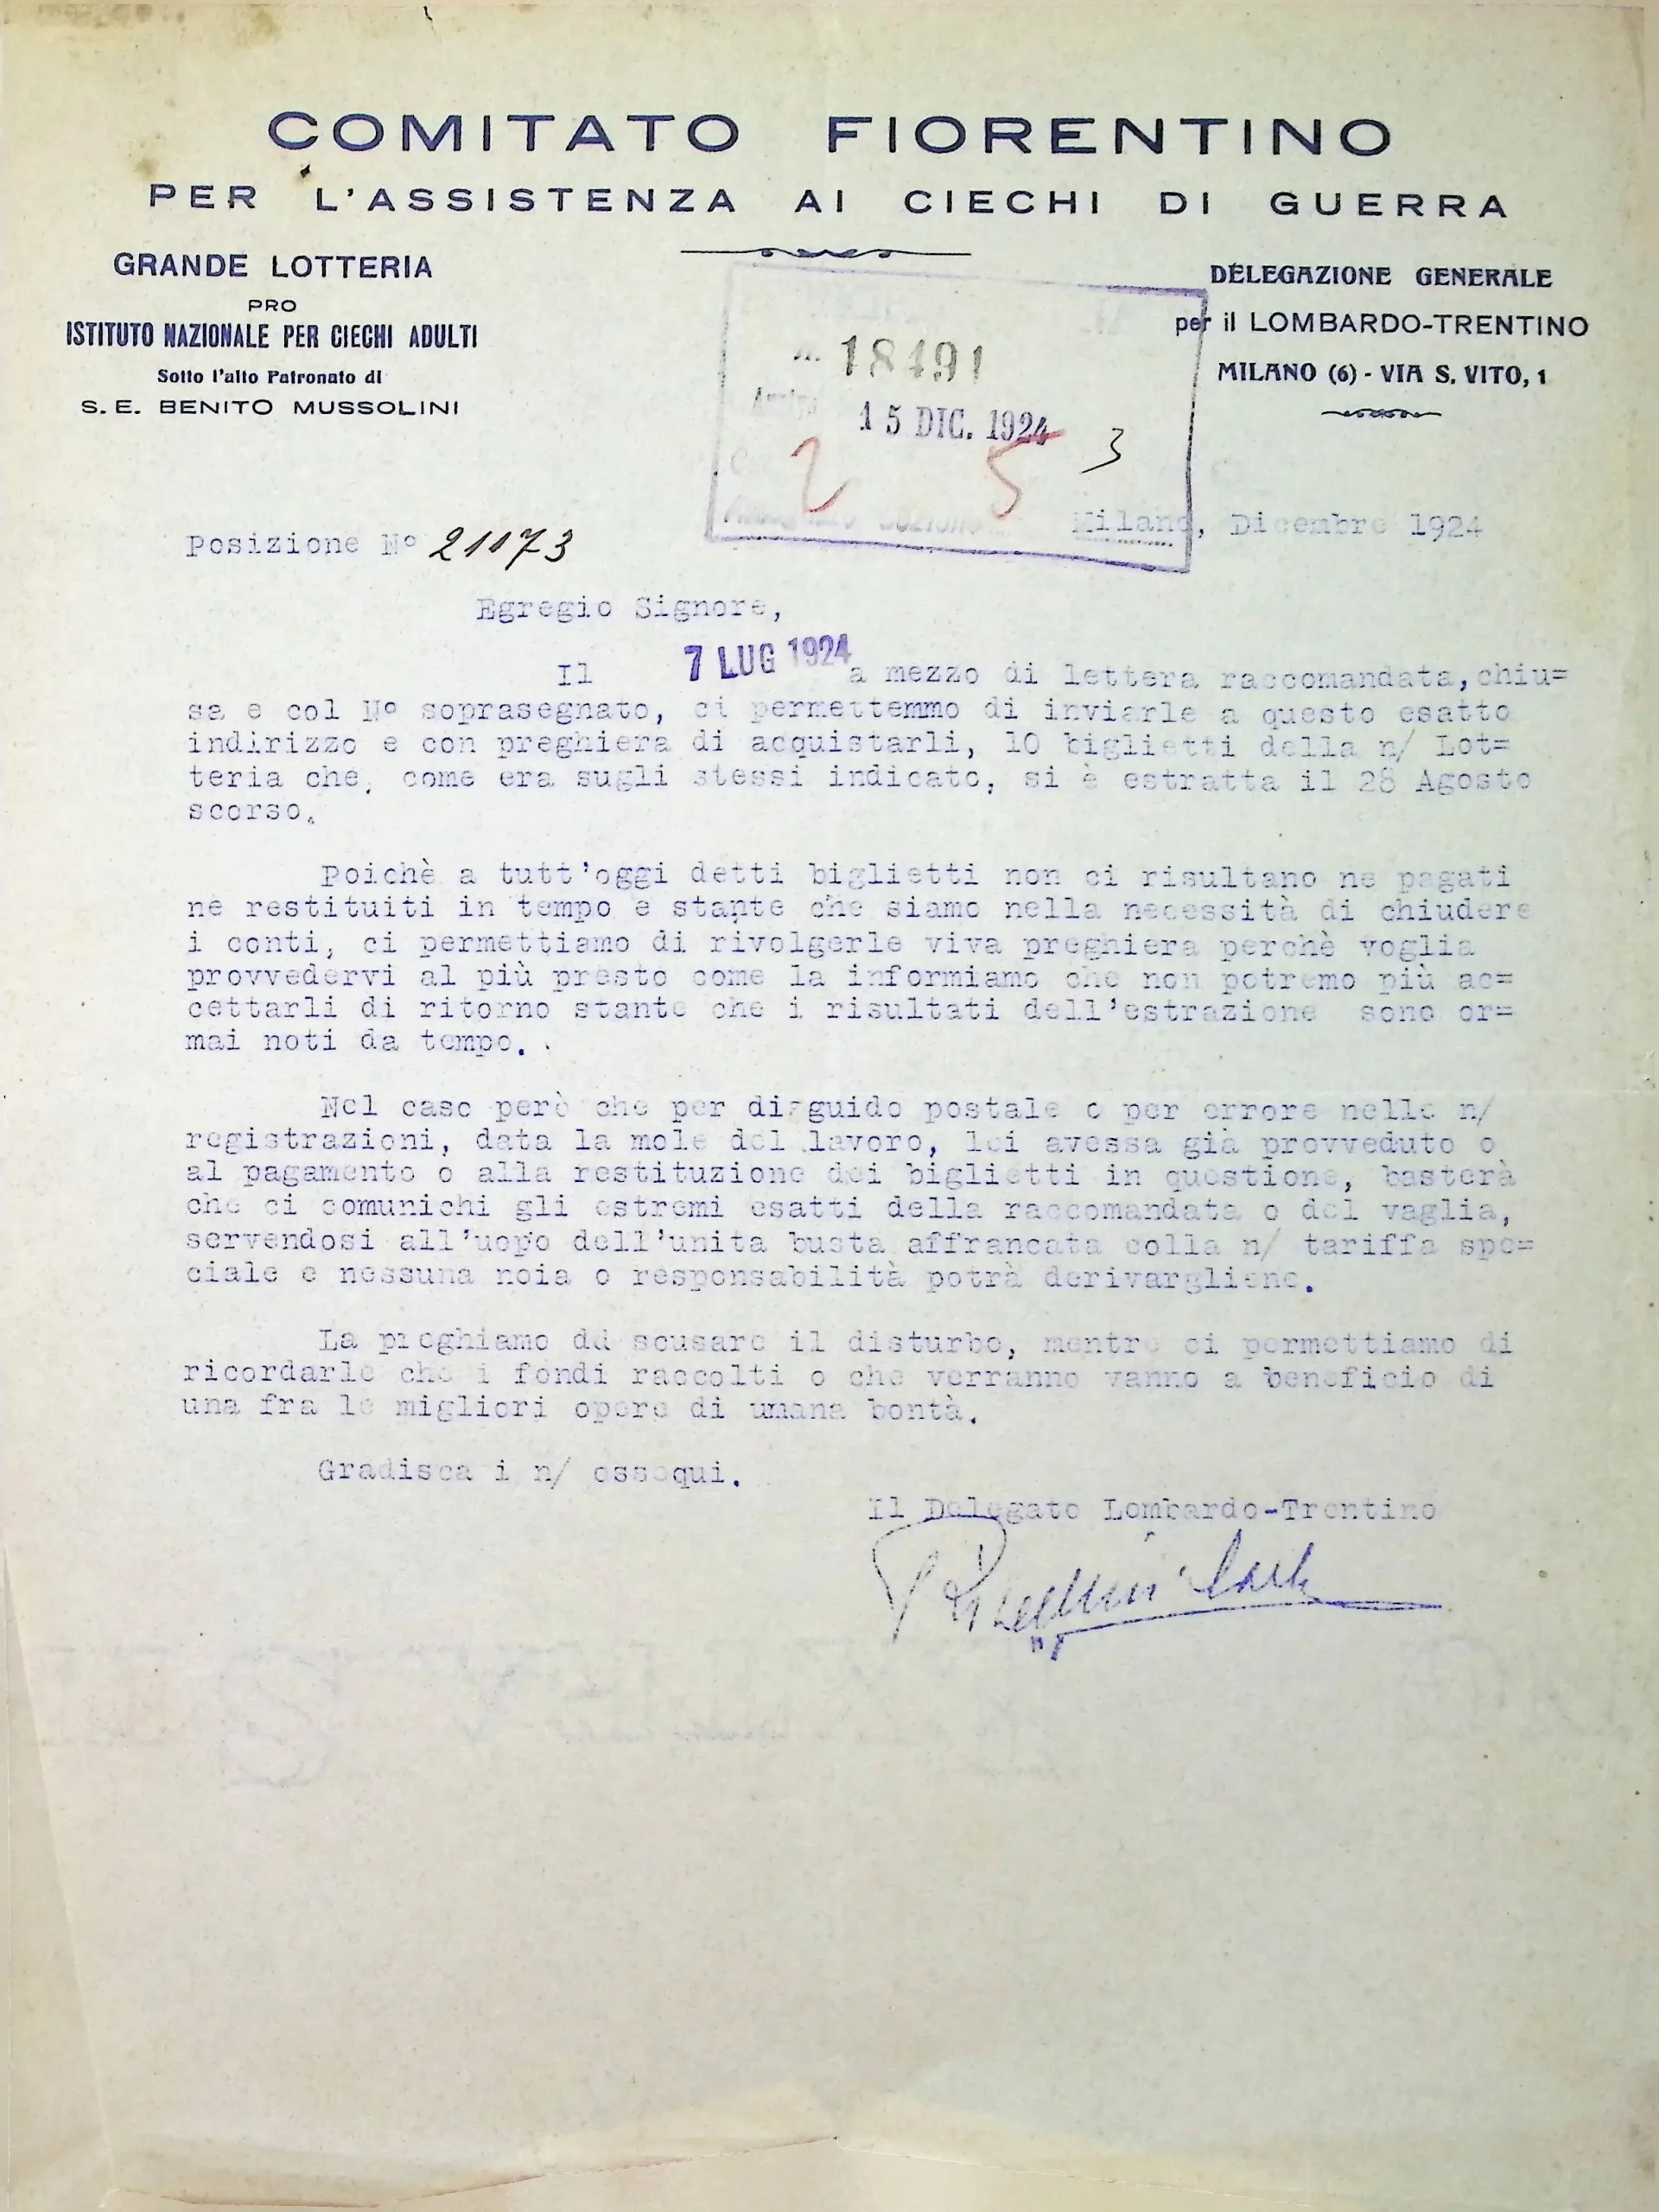 COMITATO FIORENTINO
PER L'ASSISTENZA AI CIECHI DI GUERRA
GRANDE LOTTERIA
PRO
ISTITUTO NAZIONALE PER CIECHI ADULTI
Sotto l'alto Patronato di
S. E. BENITO MUSSOLINI
DELEGAZIONE GENERALE
per il LOMBARDO-TRENTINO
MILANO (6) - VIA S. VITO, 1
18491
15 DIC. 1924
2 5 3
Milano, Dicembre 1924
Posizione N° 21073
Egregio Signore,
Il 7 LUG 1924 a mezzo di lettera raccomandata, chiu=
sa e col N° soprasegnato, ci permettemmo di inviarle a questo esatto
indirizzo e con preghiera di acquistarli, 10 biglietti della n/ Lot=
teria che, come era sugli stessi indicato, si è estratta il 28 Agosto
scorso.
Poichè a tutt'oggi detti biglietti non ci risultano ne pagati
nè restituiti in tempo e stante che siamo nella necessità di chiudere
i conti, ci permettiamo di rivolgerle viva preghiera perchè voglia
provvedervi al più presto come la informiamo che non potremo più ac=
cettarli di ritorno stante che i risultati dell'estrazione sono or=
mai noti da tempo.
Nel caso però che per disguido postale o per errore nelle n/
registrazioni, data la mole del lavoro, lei avessa già provveduto o
al pagamento o alla restituzione dei biglietti in questione, basterà
che ci comunichi gli estremi esatti della raccomandata o del vaglia,
servendosi all'uopo dell'unita busta affrancata colla n/ tariffa spe=
ciale e nessuna noia o responsabilità potrà derivargliene.
La preghiamo dd scusare il disturbo, mentre ci permettiamo di
ricordarle che i fondi raccolti o che verranno vanno a beneficio di
una fra le migliori opere di umana bontà.
Gradisca i n/ ossequi.
Il Delegato Lombardo-Trentino